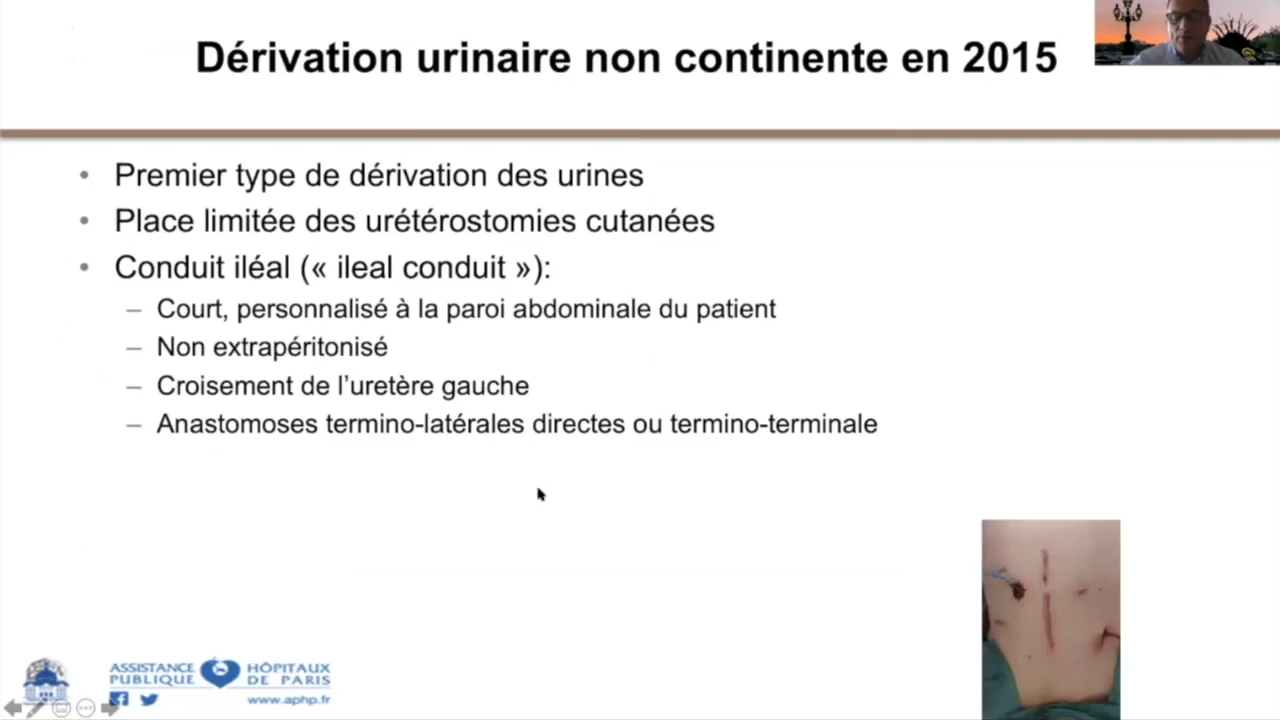 Dérivation urinaire non continente en 2015
• Premier type de dérivation des urines
• Place limitée des urétérostomies cutanées
• Conduit iléal (« ileal conduit »):
– Court, personnalisé à la paroi abdominale du patient
– Non extrapéritonisé
– Croisement de l’uretère gauche
– Anastomoses termino-latérales directes ou termino-terminale
ASSISTANCE PUBLIQUE HÔPITAUX DE PARIS
www.aphp.fr